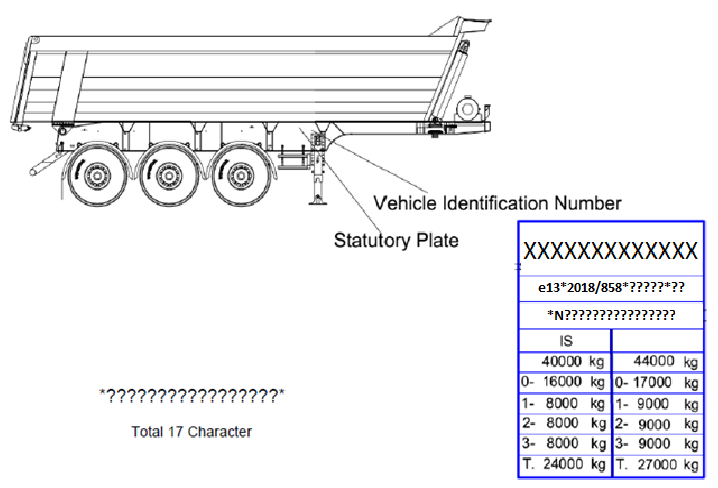 Vehicle Identification Number
Statutory Plate
XXXXXXXXXXXXX
e13*2018/858*?????*??
*N????????????????
IS
40000 kg 44000 kg
0- 16000 kg 0- 17000 kg
1- 8000 kg 1- 9000 kg
2- 8000 kg 2- 9000 kg
3- 8000 kg 3- 9000 kg
T. 24000 kg T. 27000 kg
*?????????????????*
Total 17 Character